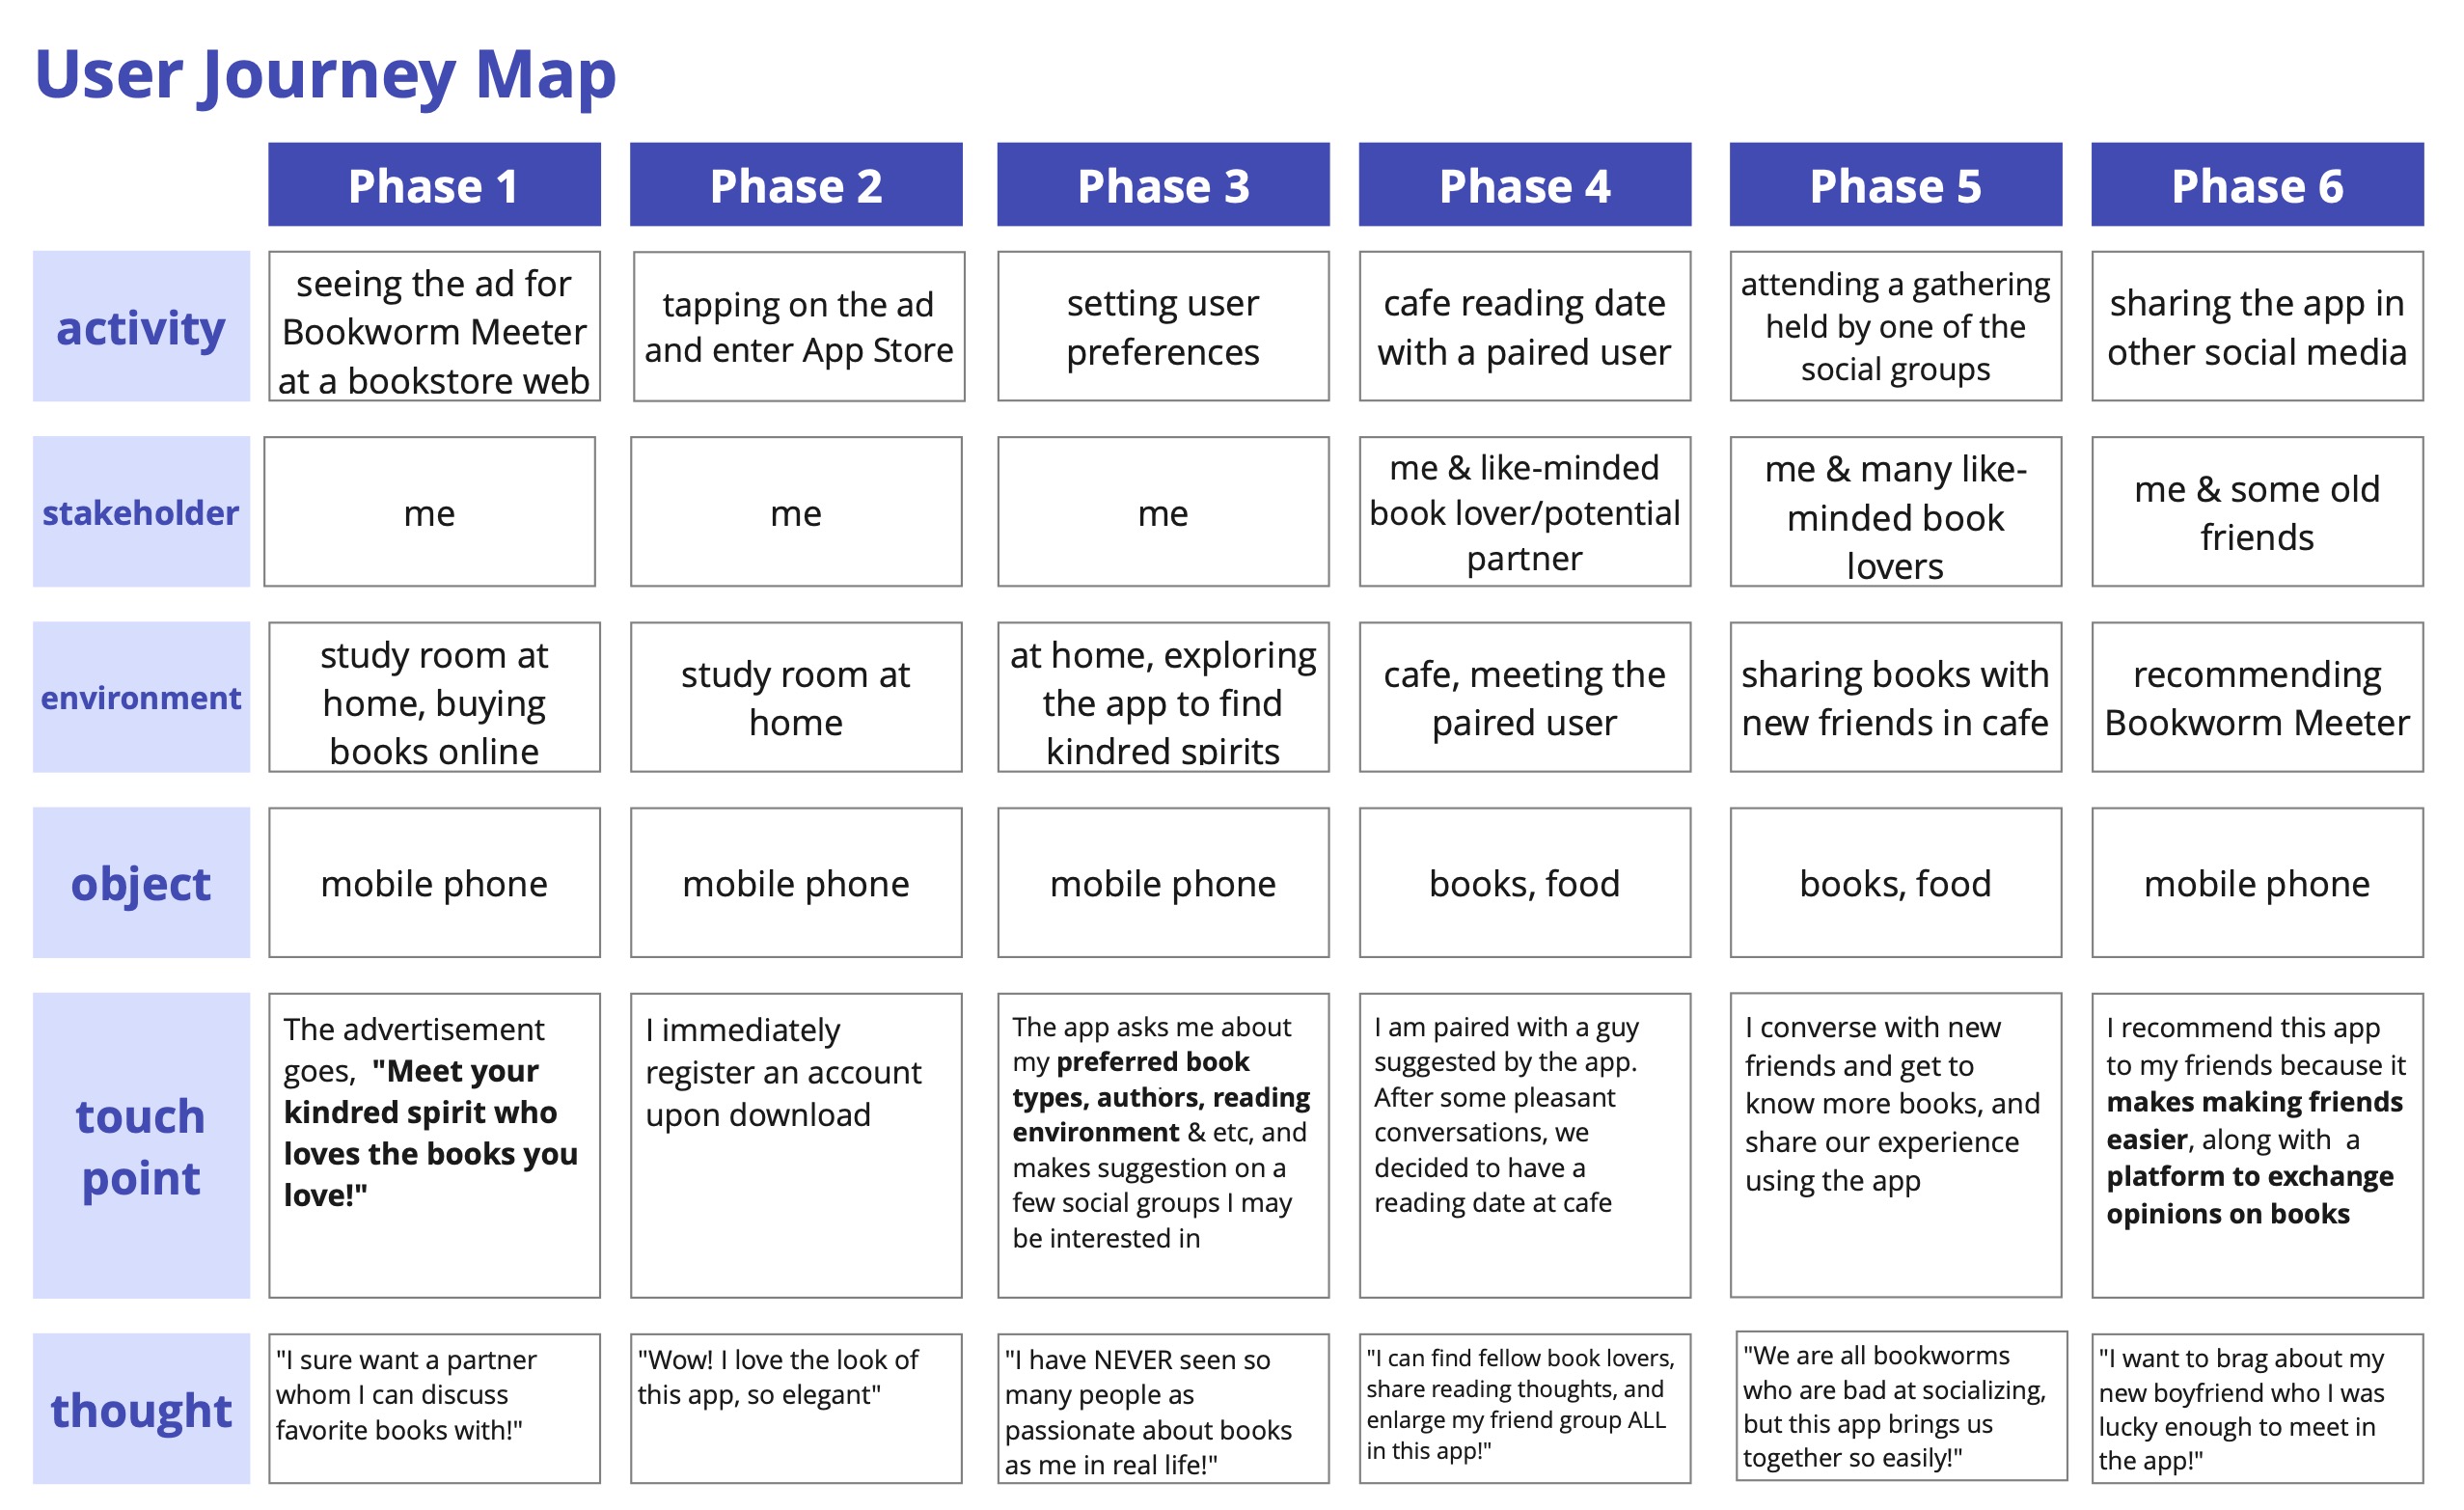 User Journey Map
Phase 1
Phase 2
Phase 3
Phase 4
Phase 5
Phase 6
activity
seeing the ad for
Bookworm Meeter
at a bookstore web
tapping on the ad
and enter App Store
setting user
preferences
cafe reading date
with a paired user
attending a gathering
held by one of the
social groups
sharing the app in
other social media
stakeholder
me
me
me
me & like-minded
book lover/potential
partner
me & many like-
minded book
lovers
me & some old
friends
environment
study room at
home, buying
books online
study room at
home
at home, exploring
the app to find
kindred spirits
cafe, meeting the
paired user
sharing books with
new friends in cafe
recommending
Bookworm Meeter
object
mobile phone
mobile phone
mobile phone
books, food
books, food
mobile phone
touch
point
The advertisement
goes,  "Meet your
kindred spirit who
loves the books you
love!"
I immediately
register an account
upon download
The app asks me about
my preferred book
types, authors, reading
environment & etc, and
makes suggestion on a
few social groups I may
be interested in
I am paired with a guy
suggested by the app.
After some pleasant
conversations, we
decided to have a
reading date at cafe
I converse with new
friends and get to
know more books, and
share our experience
using the app
I recommend this app
to my friends because it
makes making friends
easier, along with  a
platform to exchange
opinions on books
thought
"I sure want a partner
whom I can discuss
favorite books with!"
"Wow! I love the look of
this app, so elegant"
"I have NEVER seen so
many people as
passionate about books
as me in real life!"
"I can find fellow book lovers,
share reading thoughts, and
enlarge my friend group ALL
in this app!"
"We are all bookworms
who are bad at socializing,
but this app brings us
together so easily!"
"I want to brag about my
new boyfriend who I was
lucky enough to meet in
the app!"